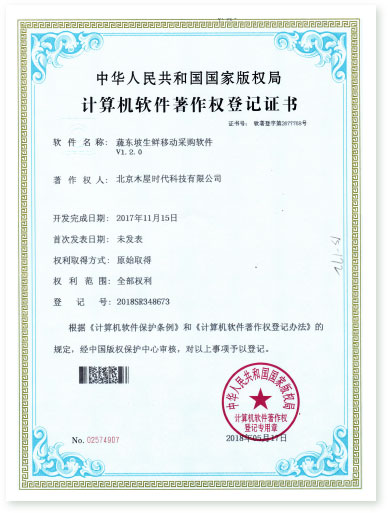 中华人民共和国国家版权局
计算机软件著作权登记证书
证书号： 软著登字第2677768号
软 件 名 称： 蔬东坡生鲜移动采购软件
V1.2.0
著 作 权 人： 北京木屋时代科技有限公司
开发完成日期： 2017年11月15日
首次发表日期： 未发表
权利取得方式： 原始取得
权 利 范 围： 全部权利
登 记 号： 2018SR348673
根据《计算机软件保护条例》和《计算机软件著作权登记办法》的
规定，经中国版权保护中心审核，对以上事项予以登记。
中华人民共和国国家版权局
计算机软件著作权
登记专用章
No. 02574907
2018年05月17日